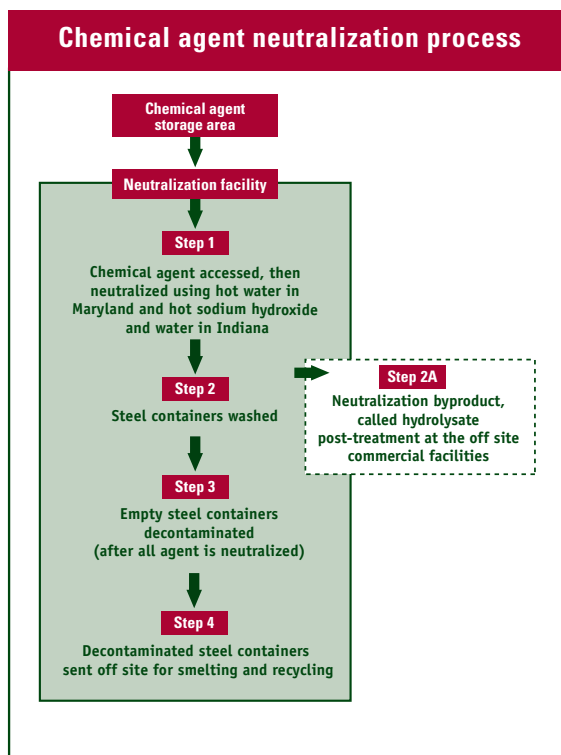 Chemical agent neutralization process
Chemical agent
storage area
Neutralization facility
Step 1
Chemical agent accessed, then
neutralized using hot water in
Maryland and hot sodium hydroxide
and water in Indiana
Step 2
Steel containers washed
Step 2A
Neutralization byproduct,
called hydrolysate
post-treatment at the off site
commercial facilities
Step 3
Empty steel containers
decontaminated
(after all agent is neutralized)
Step 4
Decontaminated steel containers
sent off site for smelting and recycling